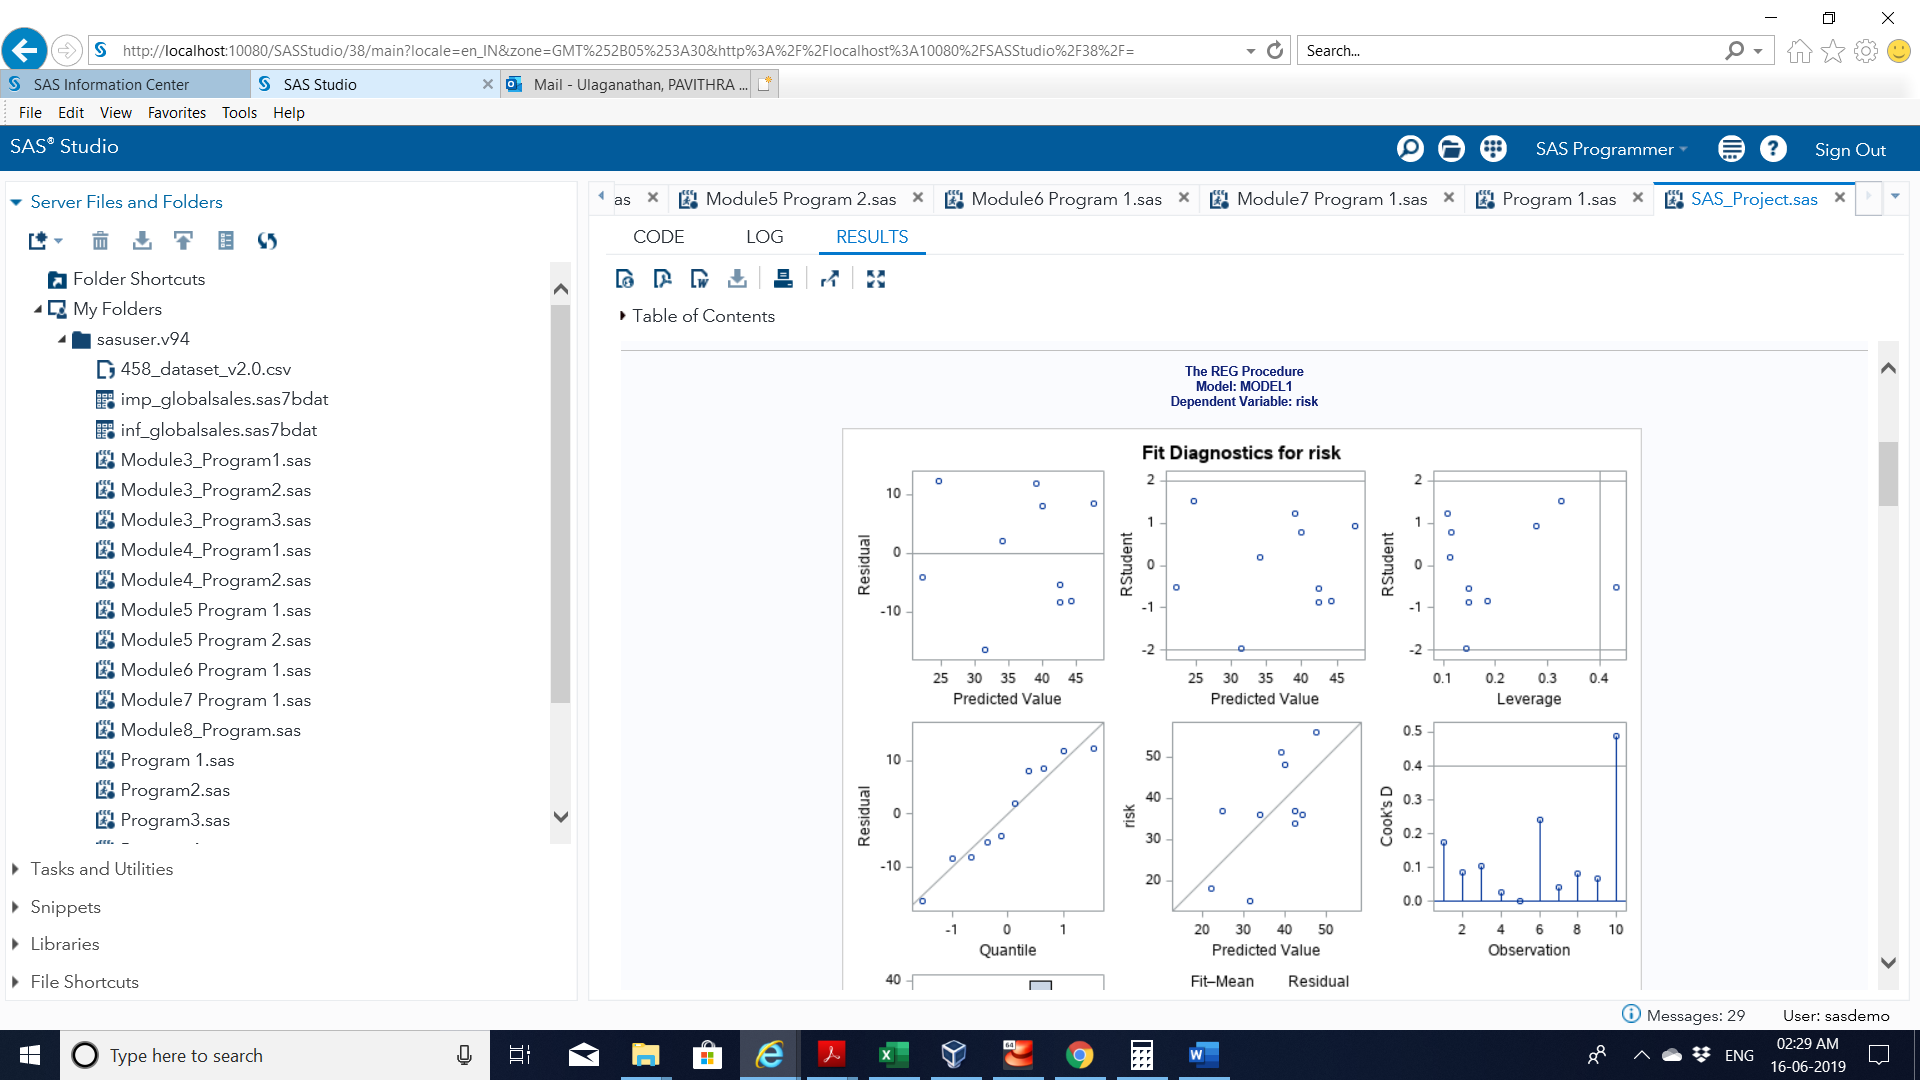 http://localhost:10080/SASStudio/38/main?locale=en_IN&zone=GMT%252B05%253A30&http%3A%2F%2Flocalhost%3A10080%2FSASStudio%2F38%2F=
Search...
SAS Information Center
SAS Studio
Mail - Ulaganathan, PAVITHRA ...
File Edit View Favorites Tools Help
SAS® Studio
SAS Programmer
Sign Out
Server Files and Folders
Folder Shortcuts
My Folders
sasuser.v94
458_dataset_v2.0.csv
imp_globalsales.sas7bdat
inf_globalsales.sas7bdat
Module3_Program1.sas
Module3_Program2.sas
Module3_Program3.sas
Module4_Program1.sas
Module4_Program2.sas
Module5 Program 1.sas
Module5 Program 2.sas
Module6 Program 1.sas
Module7 Program 1.sas
Module8_Program.sas
Program 1.sas
Program2.sas
Program3.sas
Tasks and Utilities
Snippets
Libraries
File Shortcuts
as
Module5 Program 2.sas
Module6 Program 1.sas
Module7 Program 1.sas
Program 1.sas
SAS_Project.sas
CODE LOG RESULTS
Table of Contents
The REG Procedure
Model: MODEL1
Dependent Variable: risk
Fit Diagnostics for risk
Residual
10
0
-10
25 30 35 40 45
Predicted Value
RStudent
2
1
0
-1
-2
25 30 35 40 45
Predicted Value
RStudent
2
1
0
-1
-2
0.1 0.2 0.3 0.4
Leverage
Residual
10
0
-10
-1 0 1
Quantile
risk
50
40
30
20
20 30 40 50
Predicted Value
Cook's D
0.5
0.4
0.3
0.2
0.1
0.0
2 4 6 8 10
Observation
40
Fit–Mean Residual
Messages: 29
User: sasdemo
Type here to search
64
ENG
02:29 AM
16-06-2019